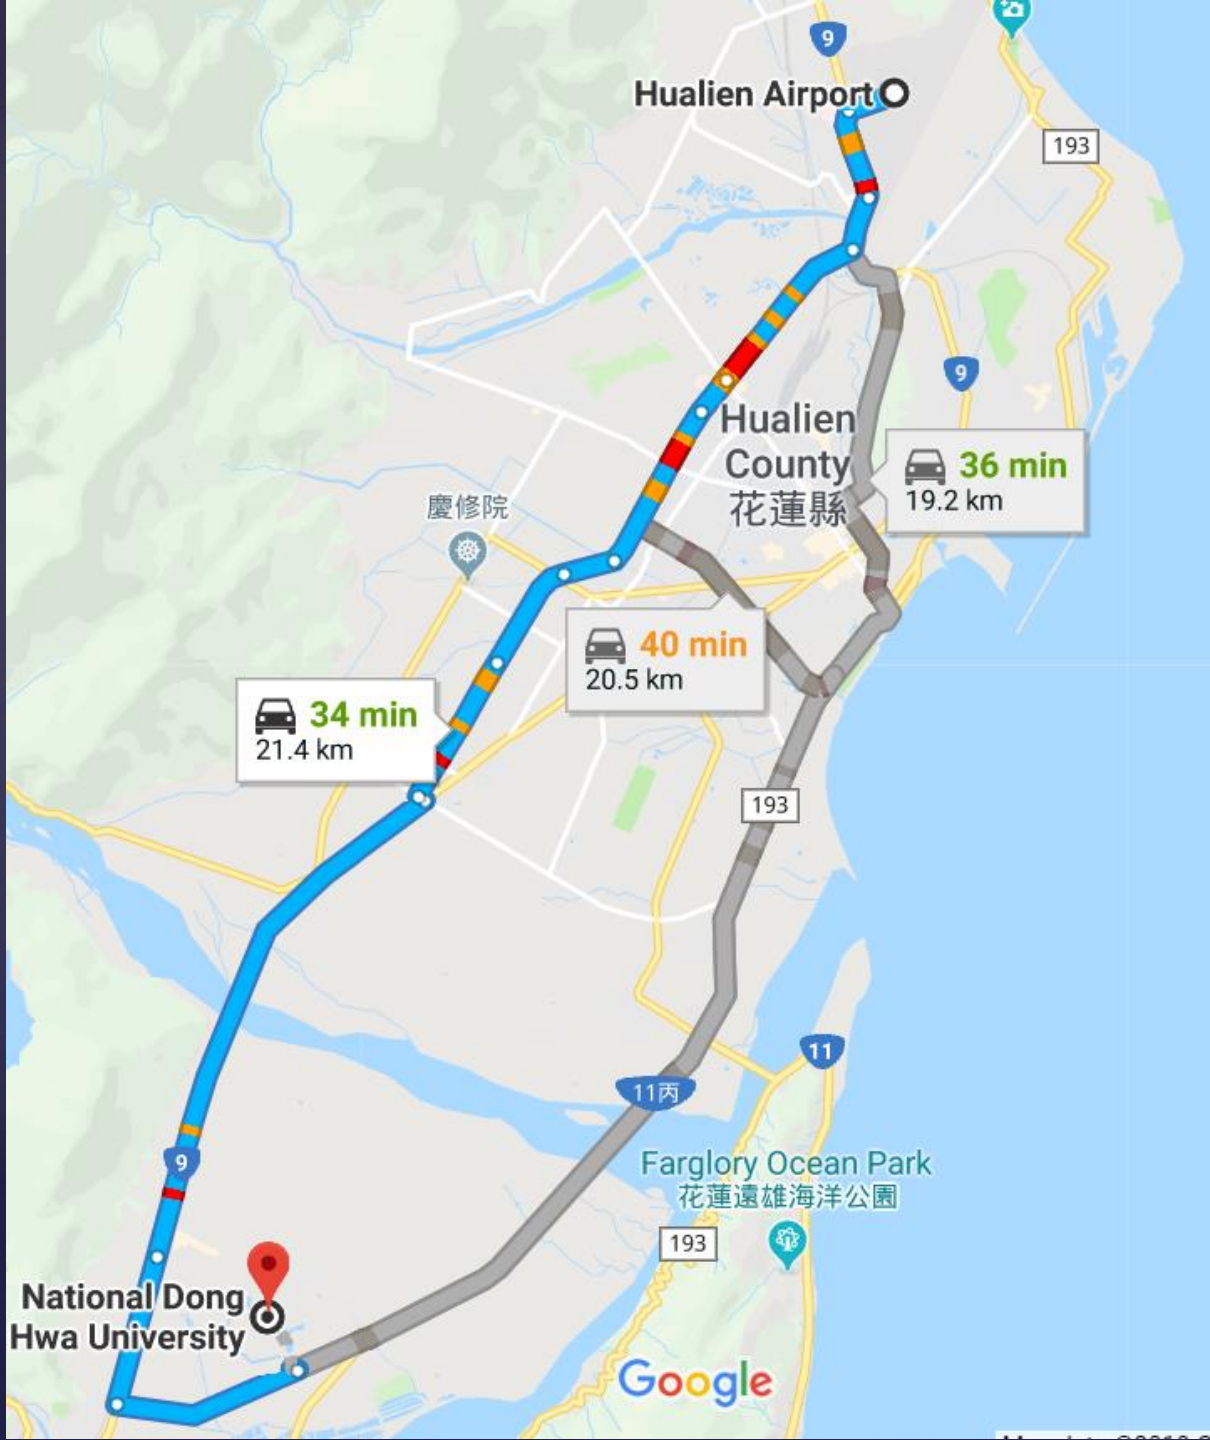 9
Hualien Airport
193
9
Hualien
County
花蓮縣
36 min
19.2 km
慶修院
40 min
20.5 km
34 min
21.4 km
193
11
11丙
9
Farglory Ocean Park
花蓮遠雄海洋公園
193
National Dong
Hwa University
Google